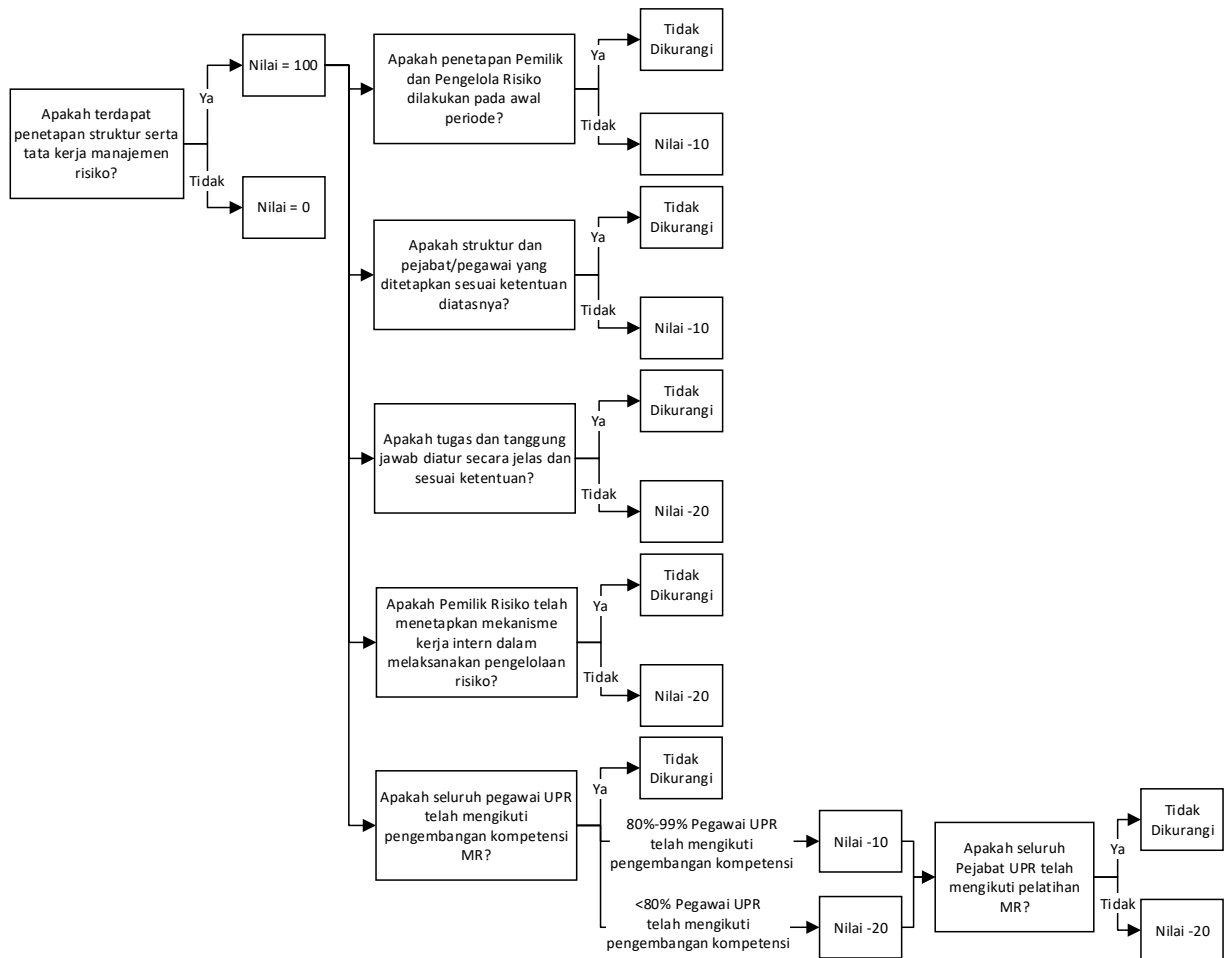 Apakah terdapat
penetapan struktur serta
tata kerja manajemen
risiko?
Ya
Tidak
Nilai = 100
Nilai = 0
Apakah penetapan Pemilik
dan Pengelola Risiko
dilakukan pada awal
periode?
Ya
Tidak
Tidak
Dikurangi
Nilai -10
Apakah struktur dan
pejabat/pegawai yang
ditetapkan sesuai ketentuan
diatasnya?
Ya
Tidak
Tidak
Dikurangi
Nilai -10
Apakah tugas dan tanggung
jawab diatur secara jelas dan
sesuai ketentuan?
Ya
Tidak
Tidak
Dikurangi
Nilai -20
Apakah Pemilik Risiko telah
menetapkan mekanisme
kerja intern dalam
melaksanakan pengelolaan
risiko?
Ya
Tidak
Tidak
Dikurangi
Nilai -20
Apakah seluruh pegawai UPR
telah mengikuti
pengembangan kompetensi
MR?
Ya
Tidak
Dikurangi
80%-99% Pegawai UPR
telah mengikuti
pengembangan kompetensi
Nilai -10
<80% Pegawai UPR
telah mengikuti
pengembangan kompetensi
Nilai -20
Apakah seluruh
Pejabat UPR telah
mengikuti pelatihan
MR?
Ya
Tidak
Tidak
Dikurangi
Nilai -20